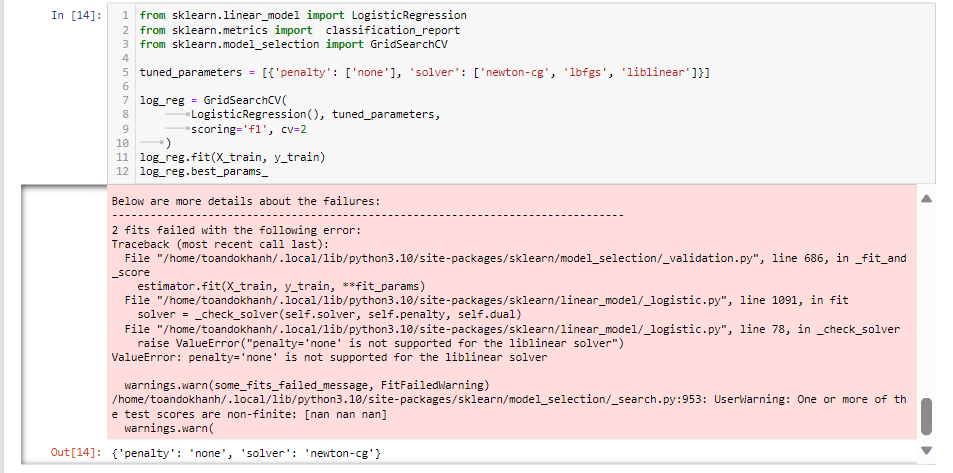 In [14]:
1 from sklearn.linear_model import LogisticRegression
2 from sklearn.metrics import  classification_report
3 from sklearn.model_selection import GridSearchCV
4
5 tuned_parameters = [{'penalty': ['none'], 'solver': ['newton-cg', 'lbfgs', 'liblinear']}]
6
7 log_reg = GridSearchCV(
8 LogisticRegression(), tuned_parameters,
9 scoring='f1', cv=2
10 )
11 log_reg.fit(X_train, y_train)
12 log_reg.best_params_
Below are more details about the failures:
--------------------------------------------------------------------------------
2 fits failed with the following error:
Traceback (most recent call last):
  File "/home/toandokhanh/.local/lib/python3.10/site-packages/sklearn/model_selection/_validation.py", line 686, in _fit_and
_score
    estimator.fit(X_train, y_train, **fit_params)
  File "/home/toandokhanh/.local/lib/python3.10/site-packages/sklearn/linear_model/_logistic.py", line 1091, in fit
    solver = _check_solver(self.solver, self.penalty, self.dual)
  File "/home/toandokhanh/.local/lib/python3.10/site-packages/sklearn/linear_model/_logistic.py", line 78, in _check_solver
    raise ValueError("penalty='none' is not supported for the liblinear solver")
ValueError: penalty='none' is not supported for the liblinear solver
  warnings.warn(some_fits_failed_message, FitFailedWarning)
/home/toandokhanh/.local/lib/python3.10/site-packages/sklearn/model_selection/_search.py:953: UserWarning: One or more of th
e test scores are non-finite: [nan nan nan]
  warnings.warn(
Out[14]: {'penalty': 'none', 'solver': 'newton-cg'}